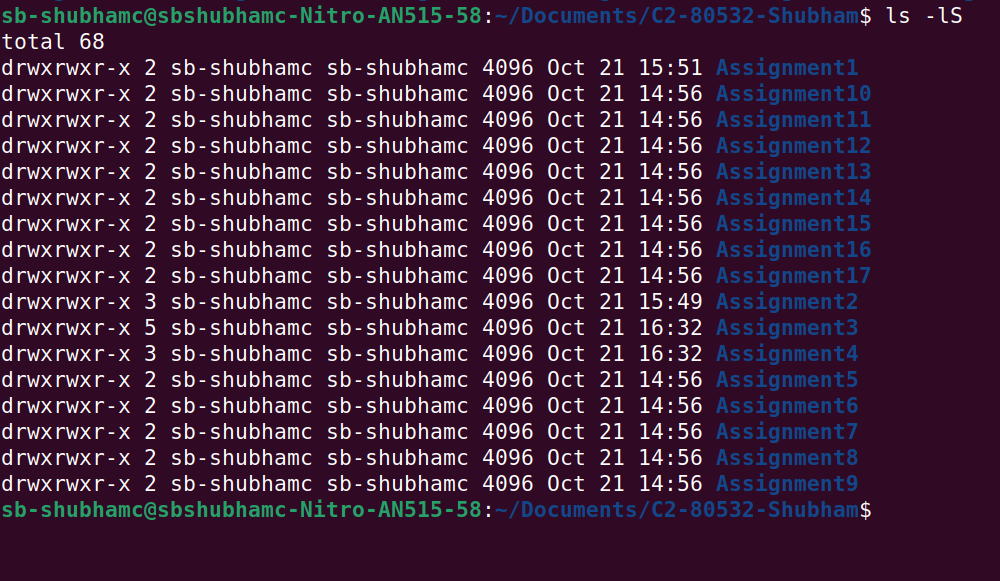 sb-shubhamc@sbshubhamc-Nitro-AN515-58:~/Documents/C2-80532-Shubham$ ls -lS
total 68
drwxrwxr-x 2 sb-shubhamc sb-shubhamc 4096 Oct 21 15:51 Assignment1
drwxrwxr-x 2 sb-shubhamc sb-shubhamc 4096 Oct 21 14:56 Assignment10
drwxrwxr-x 2 sb-shubhamc sb-shubhamc 4096 Oct 21 14:56 Assignment11
drwxrwxr-x 2 sb-shubhamc sb-shubhamc 4096 Oct 21 14:56 Assignment12
drwxrwxr-x 2 sb-shubhamc sb-shubhamc 4096 Oct 21 14:56 Assignment13
drwxrwxr-x 2 sb-shubhamc sb-shubhamc 4096 Oct 21 14:56 Assignment14
drwxrwxr-x 2 sb-shubhamc sb-shubhamc 4096 Oct 21 14:56 Assignment15
drwxrwxr-x 2 sb-shubhamc sb-shubhamc 4096 Oct 21 14:56 Assignment16
drwxrwxr-x 2 sb-shubhamc sb-shubhamc 4096 Oct 21 14:56 Assignment17
drwxrwxr-x 3 sb-shubhamc sb-shubhamc 4096 Oct 21 15:49 Assignment2
drwxrwxr-x 5 sb-shubhamc sb-shubhamc 4096 Oct 21 16:32 Assignment3
drwxrwxr-x 3 sb-shubhamc sb-shubhamc 4096 Oct 21 16:32 Assignment4
drwxrwxr-x 2 sb-shubhamc sb-shubhamc 4096 Oct 21 14:56 Assignment5
drwxrwxr-x 2 sb-shubhamc sb-shubhamc 4096 Oct 21 14:56 Assignment6
drwxrwxr-x 2 sb-shubhamc sb-shubhamc 4096 Oct 21 14:56 Assignment7
drwxrwxr-x 2 sb-shubhamc sb-shubhamc 4096 Oct 21 14:56 Assignment8
drwxrwxr-x 2 sb-shubhamc sb-shubhamc 4096 Oct 21 14:56 Assignment9
sb-shubhamc@sbshubhamc-Nitro-AN515-58:~/Documents/C2-80532-Shubham$